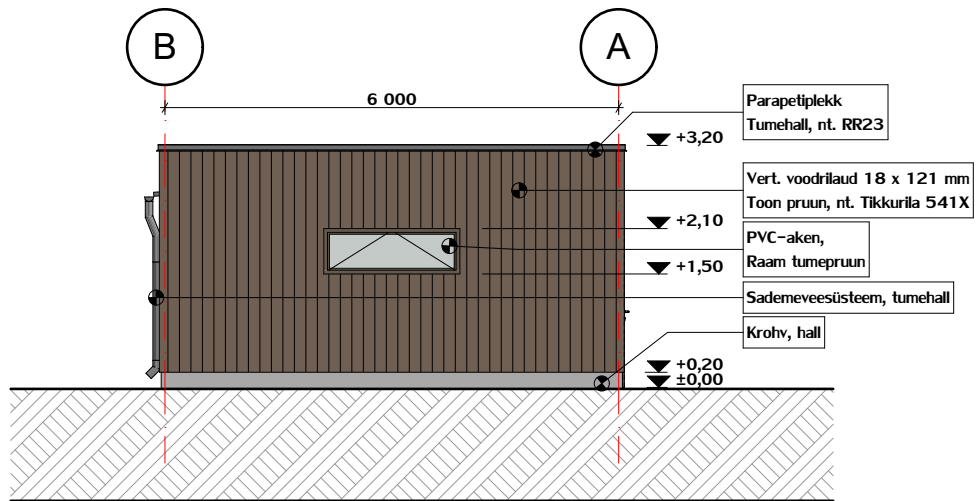 B
A
6 000
Parapetiplekk
Tumehall, nt. RR23
+3,20
Vert. voodrilaud 18 x 121 mm
Toon pruun, nt. Tikkurila 541X
+2,10
PVC-aken,
Raam tumepruun
+1,50
Sademeveesüsteem, tumehall
Krohv, hall
+0,20
±0,00